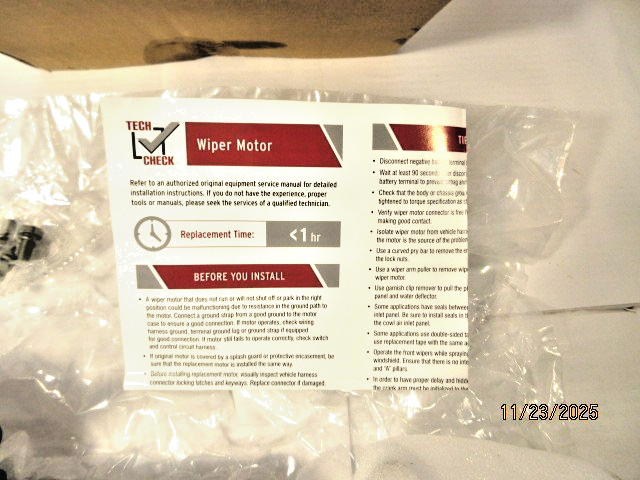 TECH
CHECK
Wiper Motor
Refer to an authorized original equipment service manual for detailed
installation instructions. If you do not have the experience, proper
tools or manuals, please seek the services of a qualified technician.
Replacement Time:
<1 hr
BEFORE YOU INSTALL
• A wiper motor that does not run or will not shut off or park in the right
position could be malfunctioning due to resistance in the ground path to
the motor. Connect a ground strap from a good ground to the motor
case to ensure a good connection. If motor operates, check wiring
harness ground, terminal ground lug or ground strap if equipped
for good connection. If motor still fails to operate correctly, check switch
and control circuit harness.
• If original motor is covered by a splash guard or protective encasement, be
sure that the replacement motor is installed the same way.
• Before installing replacement motor, visually inspect vehicle harness
connector locking latches and keyways. Replace connector if damaged.
• Disconnect negative terminal
• Wait at least 90 second
battery terminal to
• Check that the body or chassis
tightened to torque specification as
• Verify wiper motor connector is free
making good contact.
• Isolate wiper motor from vehicle
the motor is the source of the problem
• Use a curved pry bar to remove the
the lock nuts.
• Use a wiper arm puller to remove
motor.
• Use garnish clip remover to pull the
panel and water deflector.
• Some applications have seals between
inlet panel. Be sure to install seals in
the cowl air inlet panel.
• Some applications use double-sided
use replacement tape with the same
• Operate the front wipers while spraying
windshield. Ensure that there is no
and "A" pillars.
• In order to have proper delay and
the crank arm must be initialized to the
11/23/2025